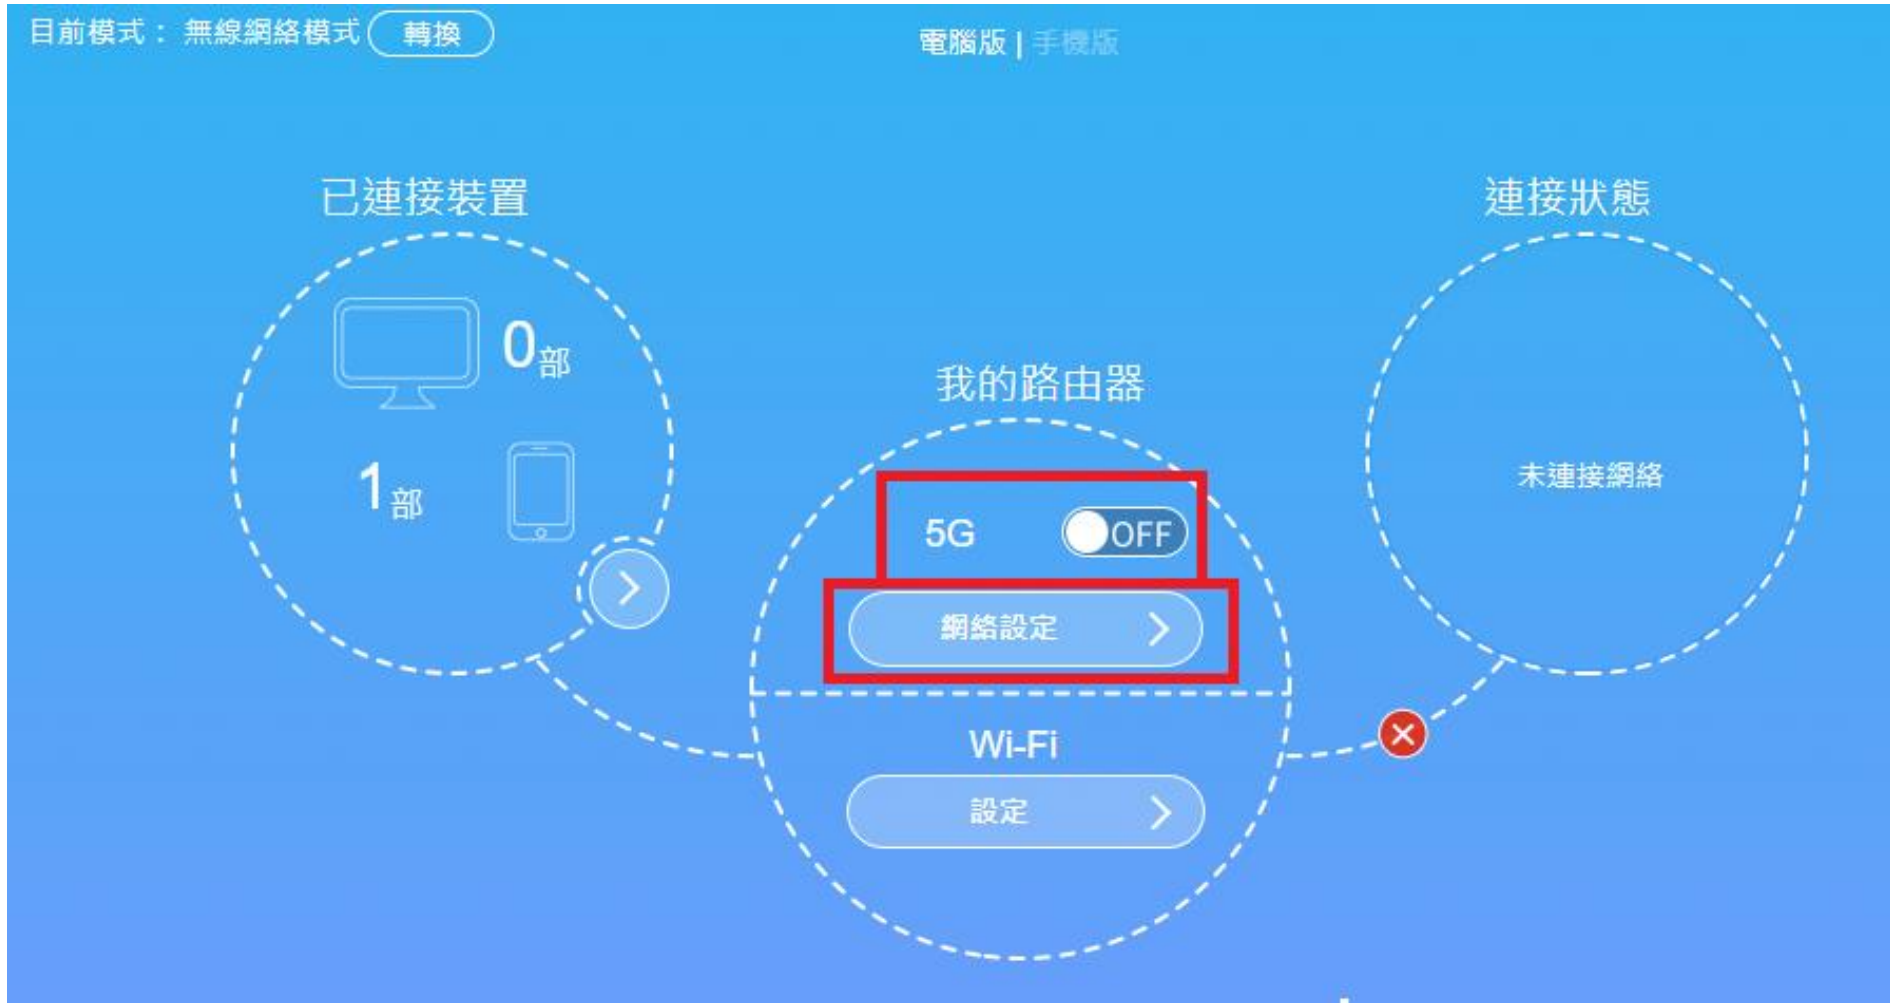 目前模式： 無線網絡模式 轉換
電腦版 | 手機版
已連接裝置
0部
1部
我的路由器
5G OFF
網絡設定
Wi-Fi
設定
連接狀態
未連接網絡